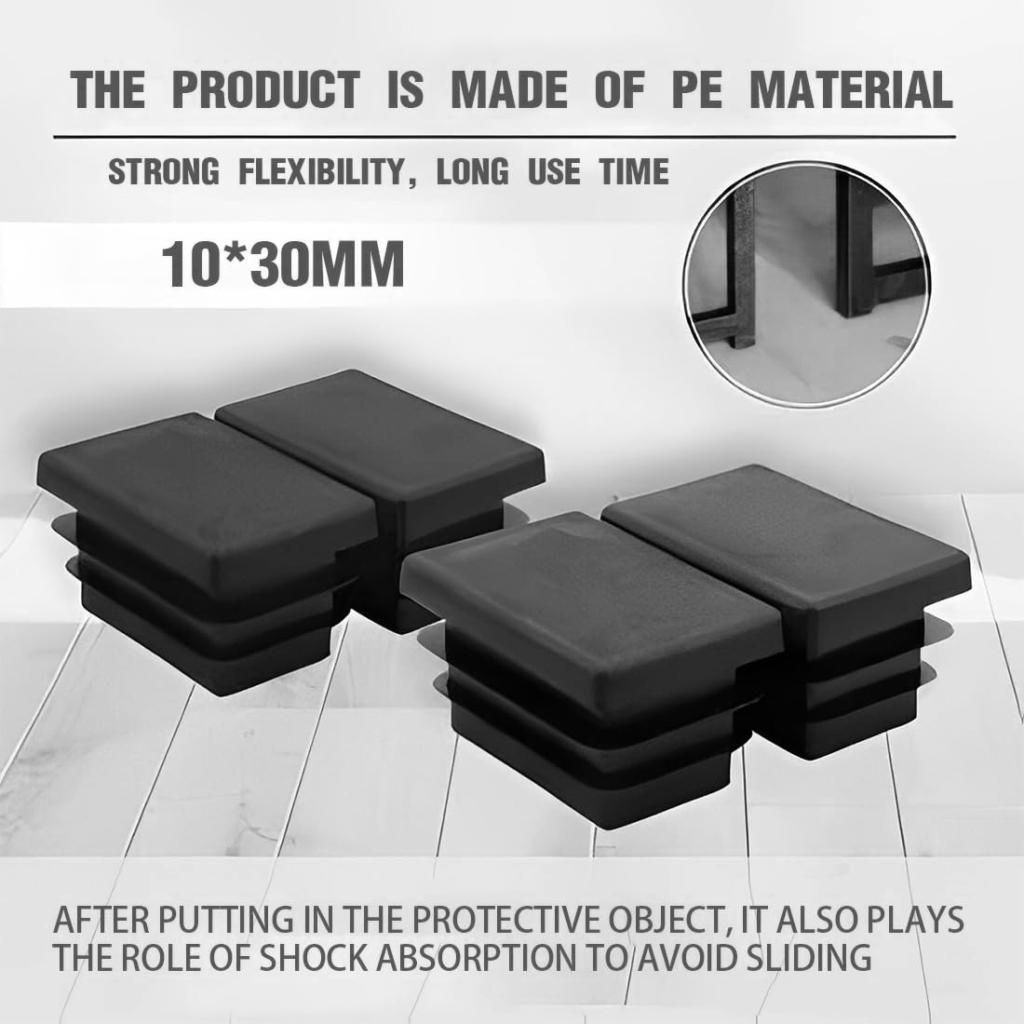 THE PRODUCT IS MADE OF PE MATERIAL
STRONG FLEXIBILITY, LONG USE TIME
10*30MM
AFTER PUTTING IN THE PROTECTIVE OBJECT, IT ALSO PLAYS
THE ROLE OF SHOCK ABSORPTION TO AVOID SLIDING